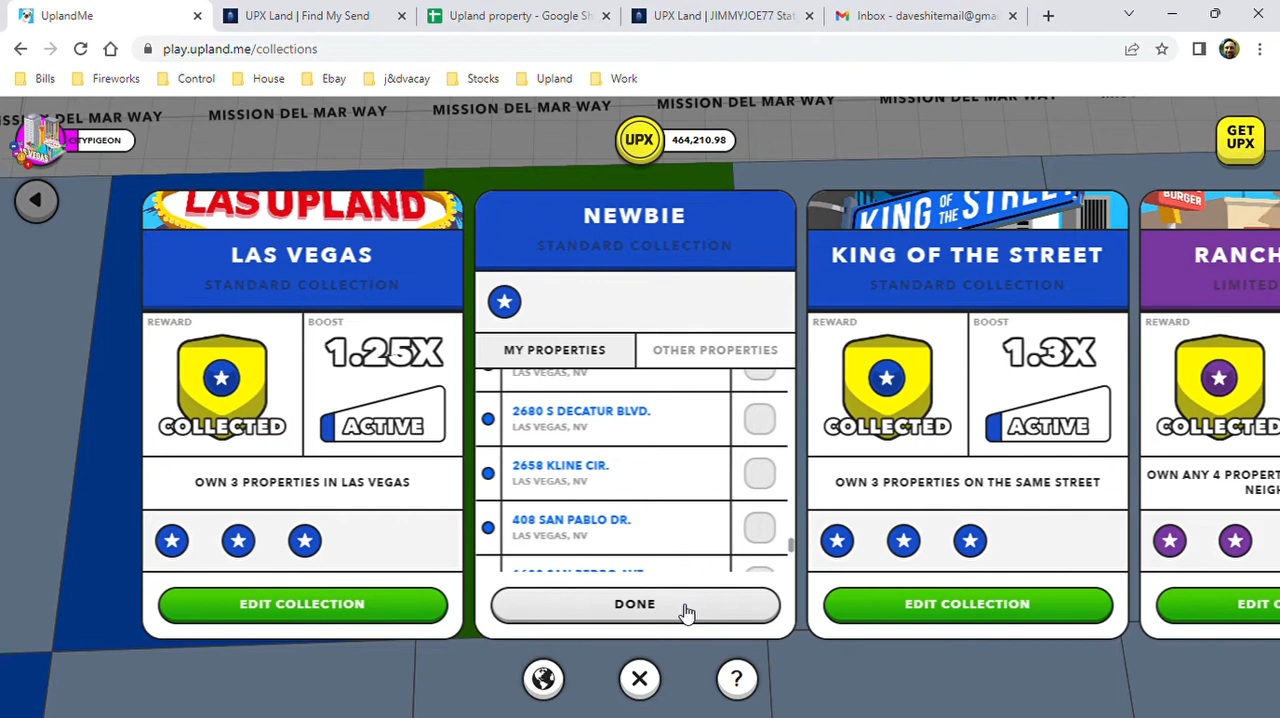 UplandMe
UPX Land | Find My Send
Upland property - Google Sh
UPX Land | JIMMYJOE77 Stat
Inbox - daveshitemail@gmai
play.upland.me/collections
Bills
Fireworks
Control
House
Ebay
j&dvacay
Stocks
Upland
Work
MISSION DEL MAR WAY
MISSION DEL MAR WAY
MISSION DEL MAR WAY
MISSION DEL MAR WAY
CITYPIGEON
UPX
464,210.98
GET
UPX
LAS UPLAND
LAS VEGAS
STANDARD COLLECTION
REWARD
COLLECTED
BOOST
1.25X
ACTIVE
OWN 3 PROPERTIES IN LAS VEGAS
EDIT COLLECTION
NEWBIE
STANDARD COLLECTION
MY PROPERTIES
OTHER PROPERTIES
LAS VEGAS, NV
2680 S DECATUR BLVD.
LAS VEGAS, NV
2658 KLINE CIR.
LAS VEGAS, NV
408 SAN PABLO DR.
LAS VEGAS, NV
DONE
KING OF THE STREET
KING OF THE STREET
STANDARD COLLECTION
REWARD
COLLECTED
BOOST
1.3X
ACTIVE
OWN 3 PROPERTIES ON THE SAME STREET
EDIT COLLECTION
BURGER
RANCH
LIMITED
REWARD
COLLECTED
OWN ANY 4 PROPERT
NEIGH
EDIT C
?